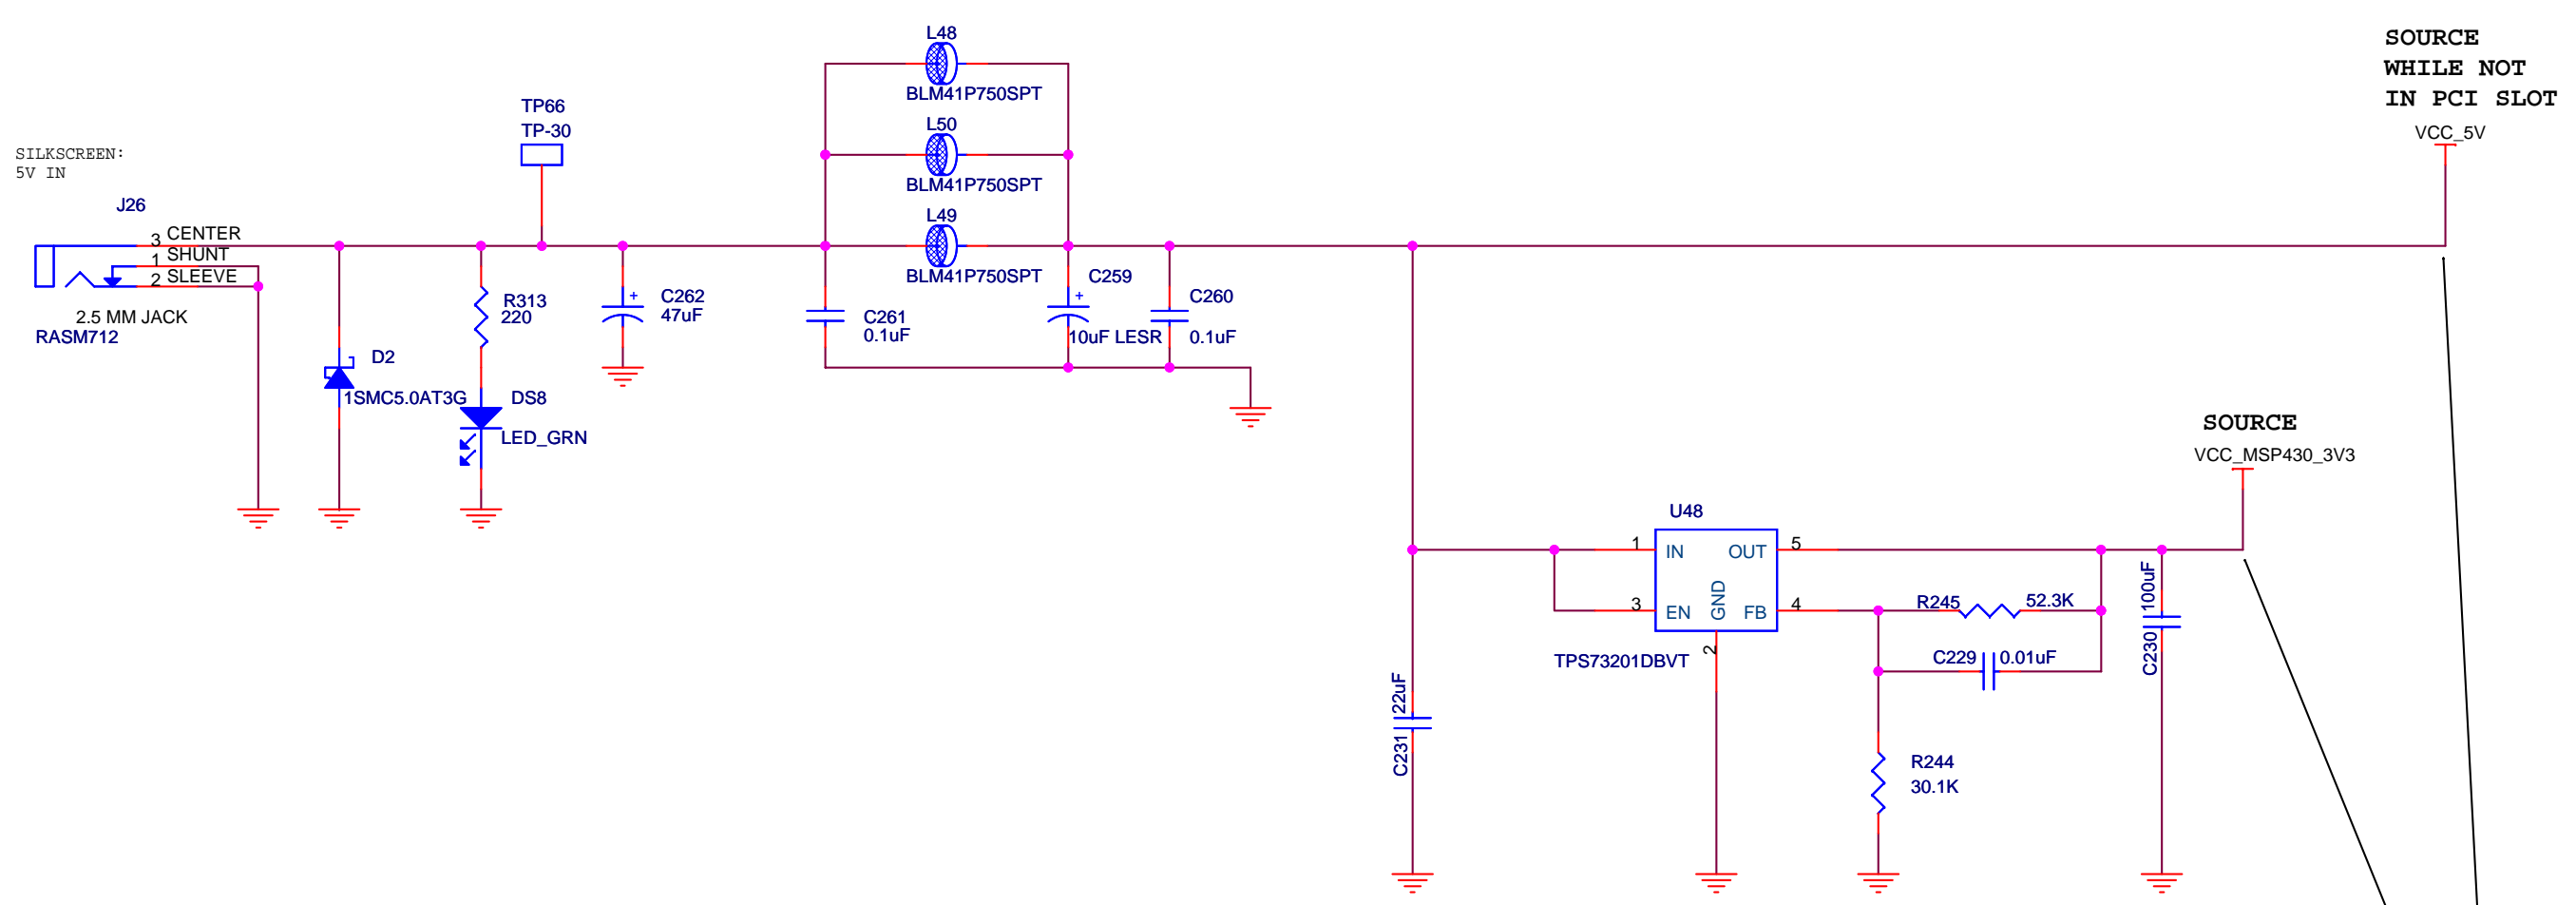 SOURCE
WHILE NOT
IN PCI SLOT
VCC_5V
L48
BLM41P750SPT
TP66
TP-30
L50
BLM41P750SPT
SILKSCREEN:
5V IN
J26
3 CENTER
1 SHUNT
2 SLEEVE
2.5 MM JACK
RASM712
L49
BLM41P750SPT
R313
220
+
C262
47uF
C261
0.1uF
+
C259
10uF LESR
C260
0.1uF
D2
1SMC5.0AT3G
DS8
LED_GRN
SOURCE
VCC_MSP430_3V3
U48
1
IN
OUT
5
3
EN
GND
FB
4
2
TPS73201DBVT
R245
52.3K
C229
0.01uF
100uF
C230
22uF
C231
R244
30.1K